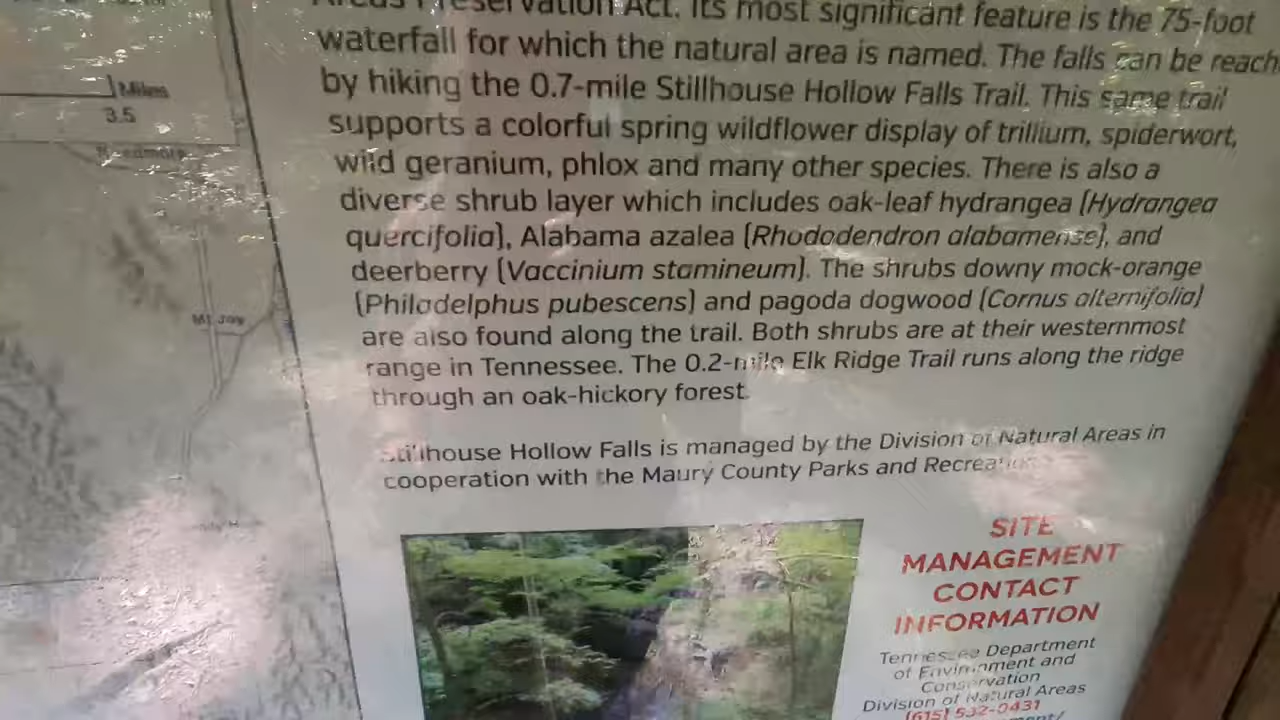 Areas Preservation Act. Its most significant feature is the 75-foot
waterfall for which the natural area is named. The falls can be reach
by hiking the 0.7-mile Stillhouse Hollow Falls Trail. This same trail
supports a colorful spring wildflower display of trillium, spiderwort,
wild geranium, phlox and many other species. There is also a
diverse shrub layer which includes oak-leaf hydrangea (Hydrangea
quercifolia), Alabama azalea (Rhododendron alabamense), and
deerberry (Vaccinium stamineum). The shrubs downy mock-orange
(Philadelphus pubescens) and pagoda dogwood (Cornus alternifolia)
are also found along the trail. Both shrubs are at their westernmost
range in Tennessee. The 0.2-mile Elk Ridge Trail runs along the ridge
through an oak-hickory forest.
Stillhouse Hollow Falls is managed by the Division of Natural Areas in
cooperation with the Maury County Parks and Recreation
Miles
3.5
Mt Joy
SITE
MANAGEMENT
CONTACT
INFORMATION
Tennessee Department
of Environment and
Conservation
Division of Natural Areas
(615) 532-0431